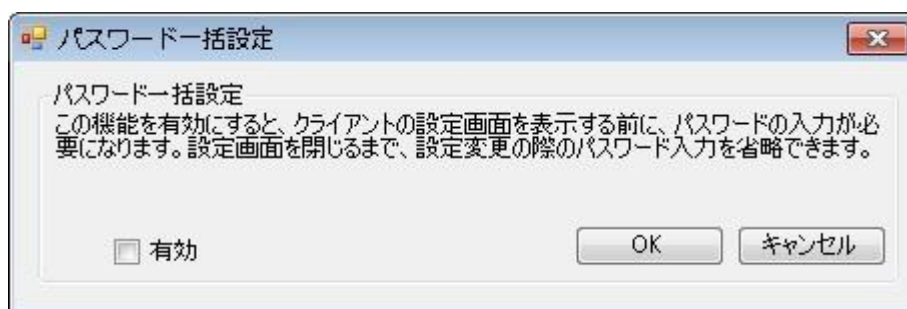 パスワード一括設定
パスワード一括設定
この機能を有効にすると、クライアントの設定画面を表示する前に、パスワードの入力が必
要になります。設定画面を閉じるまで、設定変更の際のパスワード入力を省略できます。
有効
OK
キャンセル